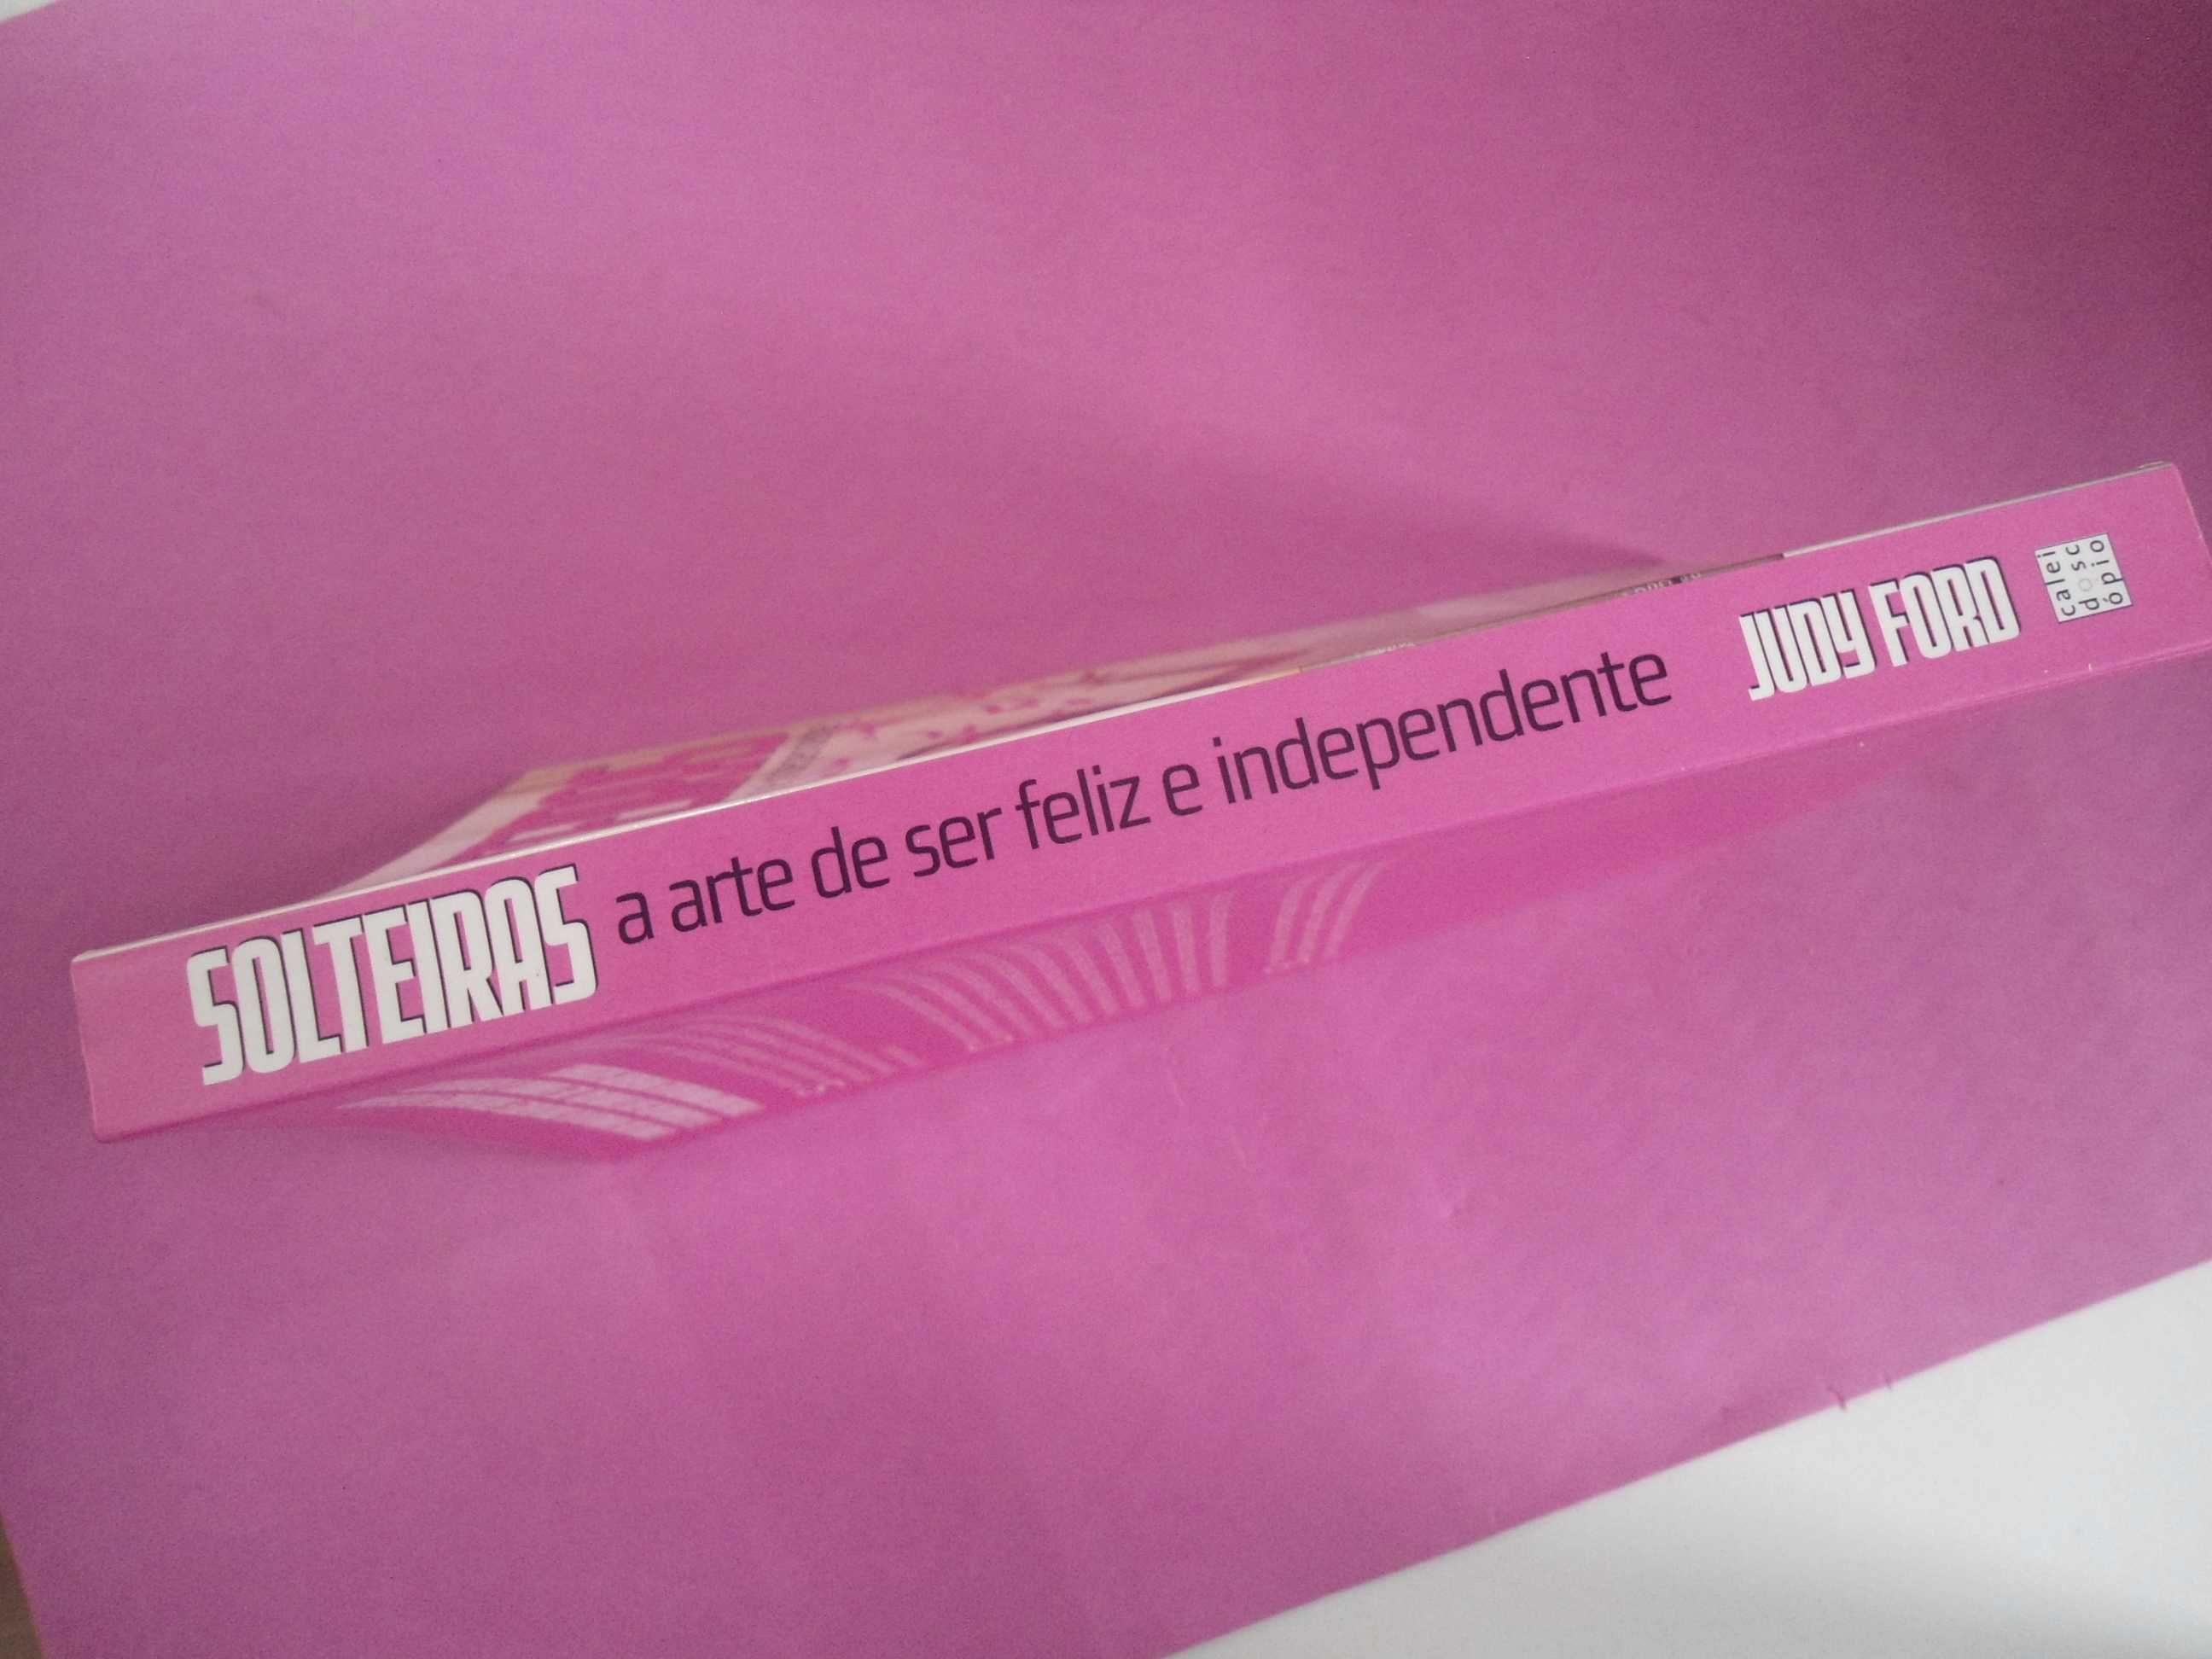 SOLTEIRAS a arte de ser feliz e independente JUDY FORD
calei
dosc
ópio